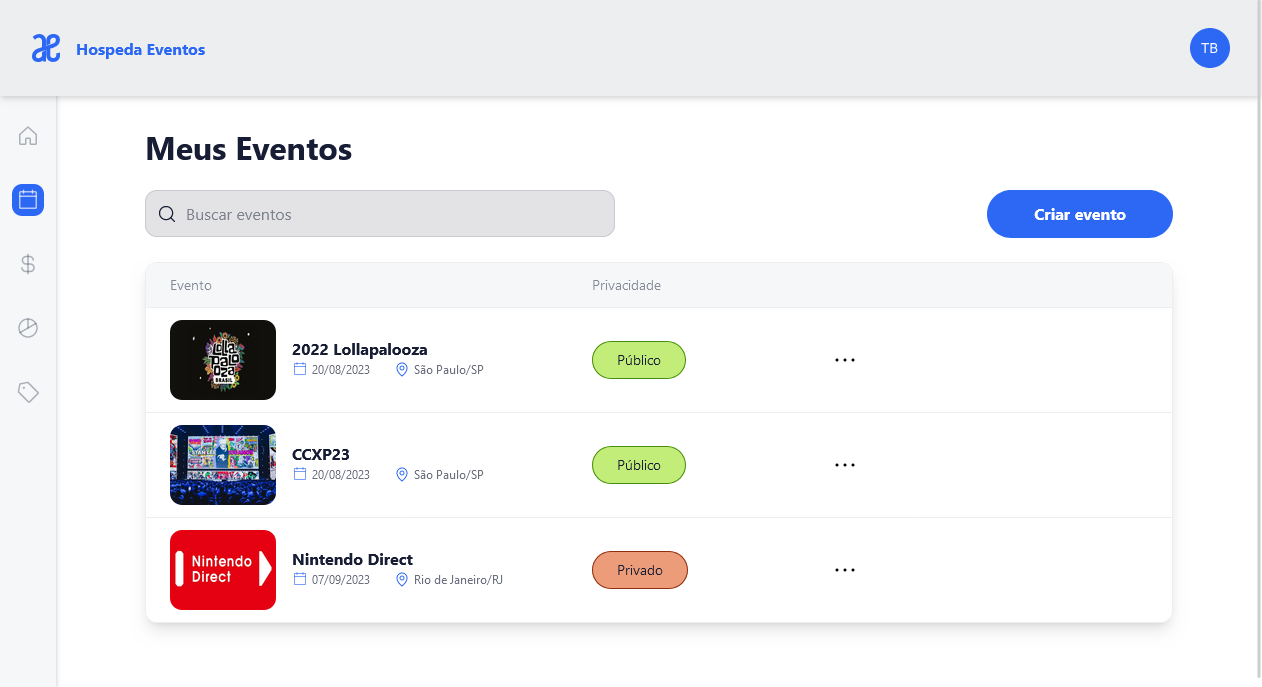 Hospeda Eventos
TB
Meus Eventos
Buscar eventos
Criar evento
Evento
Privacidade
LOLLA
PALOOZA
BRASIL
2022 Lollapalooza
20/08/2023
São Paulo/SP
Público
CCXP23
20/08/2023
São Paulo/SP
Público
Nintendo
Direct
Nintendo Direct
07/09/2023
Rio de Janeiro/RJ
Privado